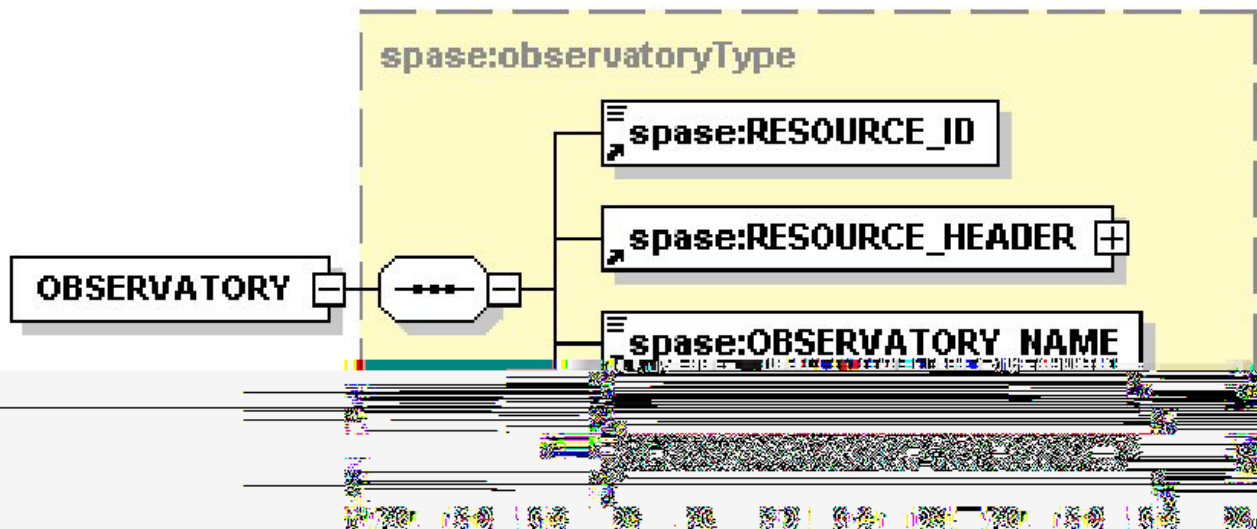 spase:observatoryType
spase:RESOURCE_ID
spase:RESOURCE_HEADER
OBSERVATORY
spase:OBSERVATORY_NAME